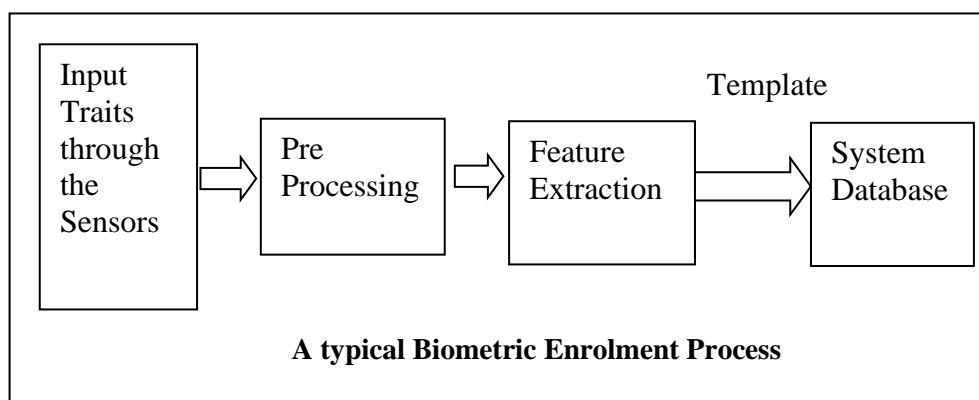 Input
Traits
through
the
Sensors
Pre
Processing
Feature
Extraction
Template
System
Database
A typical Biometric Enrolment Process